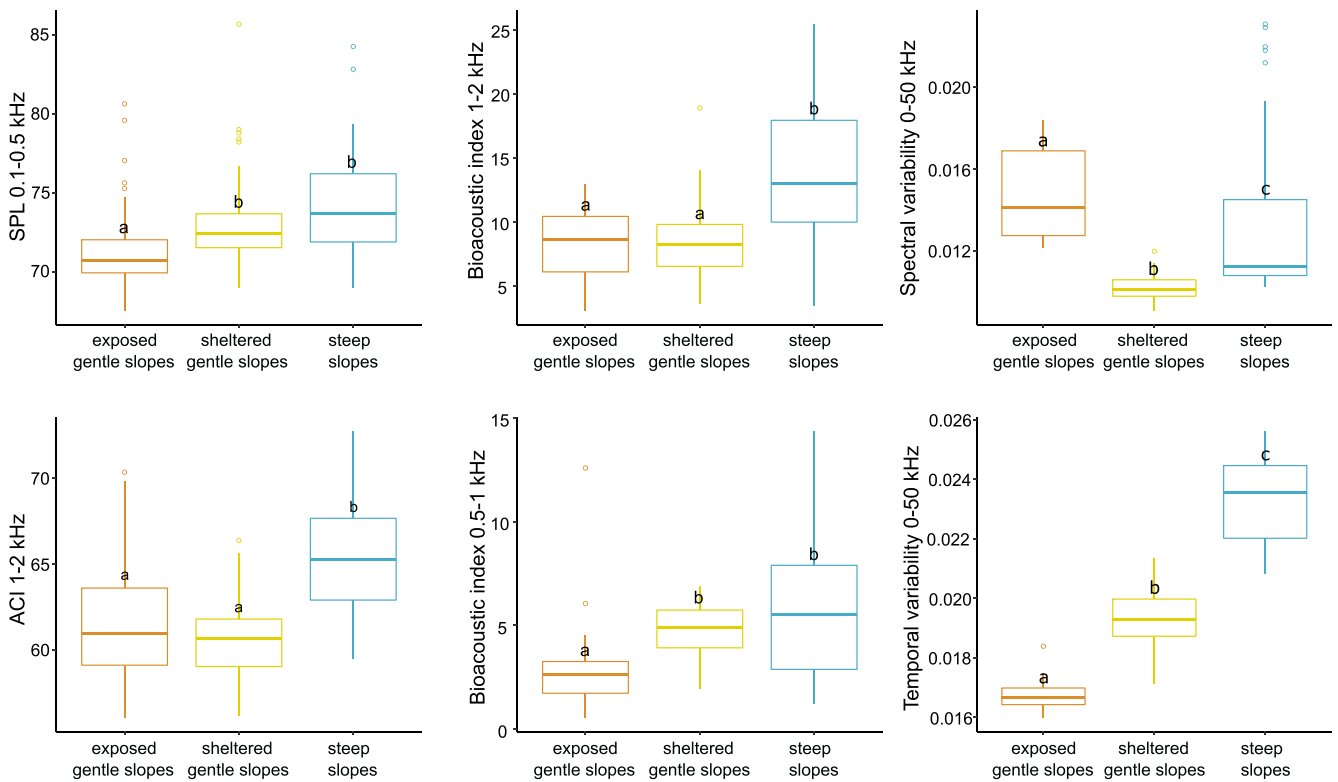 SPL 0.1-0.5 kHz
85
80
75
70
a
b
b
exposed
gentle slopes
sheltered
gentle slopes
steep
slopes
Bioacoustic index 1-2 kHz
25
20
15
10
5
a
a
b
exposed
gentle slopes
sheltered
gentle slopes
steep
slopes
Spectral variability 0-50 kHz
0.020
0.016
0.012
a
b
c
exposed
gentle slopes
sheltered
gentle slopes
steep
slopes
ACI 1-2 kHz
70
65
60
a
a
b
exposed
gentle slopes
sheltered
gentle slopes
steep
slopes
Bioacoustic index 0.5-1 kHz
15
10
5
0
a
b
b
exposed
gentle slopes
sheltered
gentle slopes
steep
slopes
Temporal variability 0-50 kHz
0.026
0.024
0.022
0.020
0.018
0.016
a
b
c
exposed
gentle slopes
sheltered
gentle slopes
steep
slopes